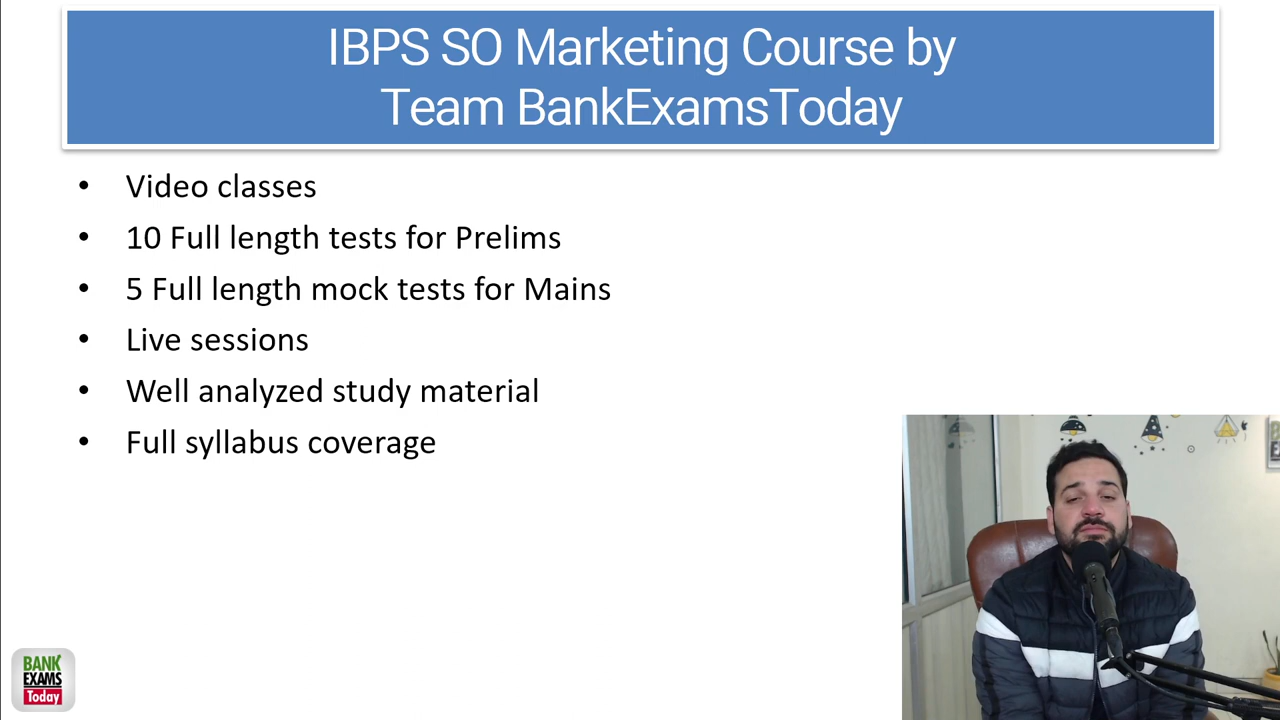 IBPS SO Marketing Course by
Team BankExamsToday
• Video classes
• 10 Full length tests for Prelims
• 5 Full length mock tests for Mains
• Live sessions
• Well analyzed study material
• Full syllabus coverage
BANK
EXAMS
Today